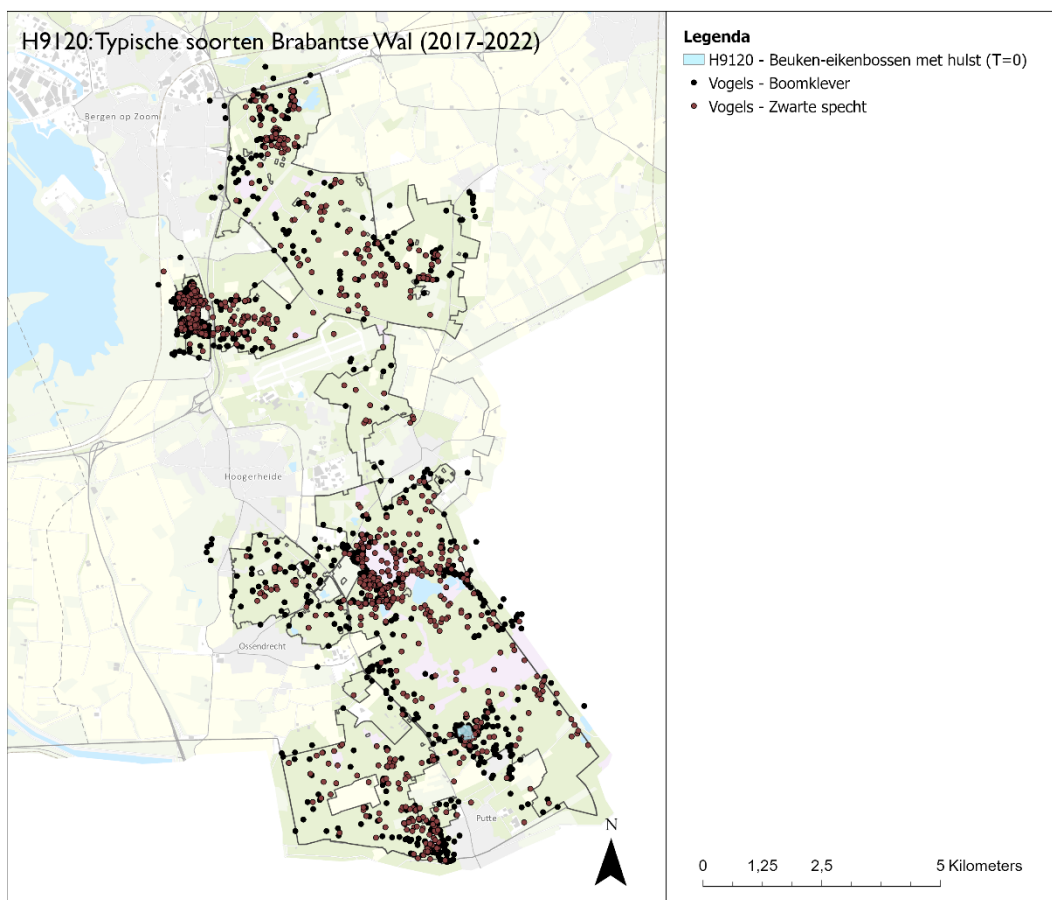 H9120: Typische soorten Brabantse Wal (2017-2022)
Legenda
H9120 - Beuken-eikenbossen met hulst (T=0)
Vogels - Boomklever
Vogels - Zwarte specht
Bergen op Zoom
Hoogerheide
Ossendrecht
Putte
N
0 1,25 2,5 5 Kilometers